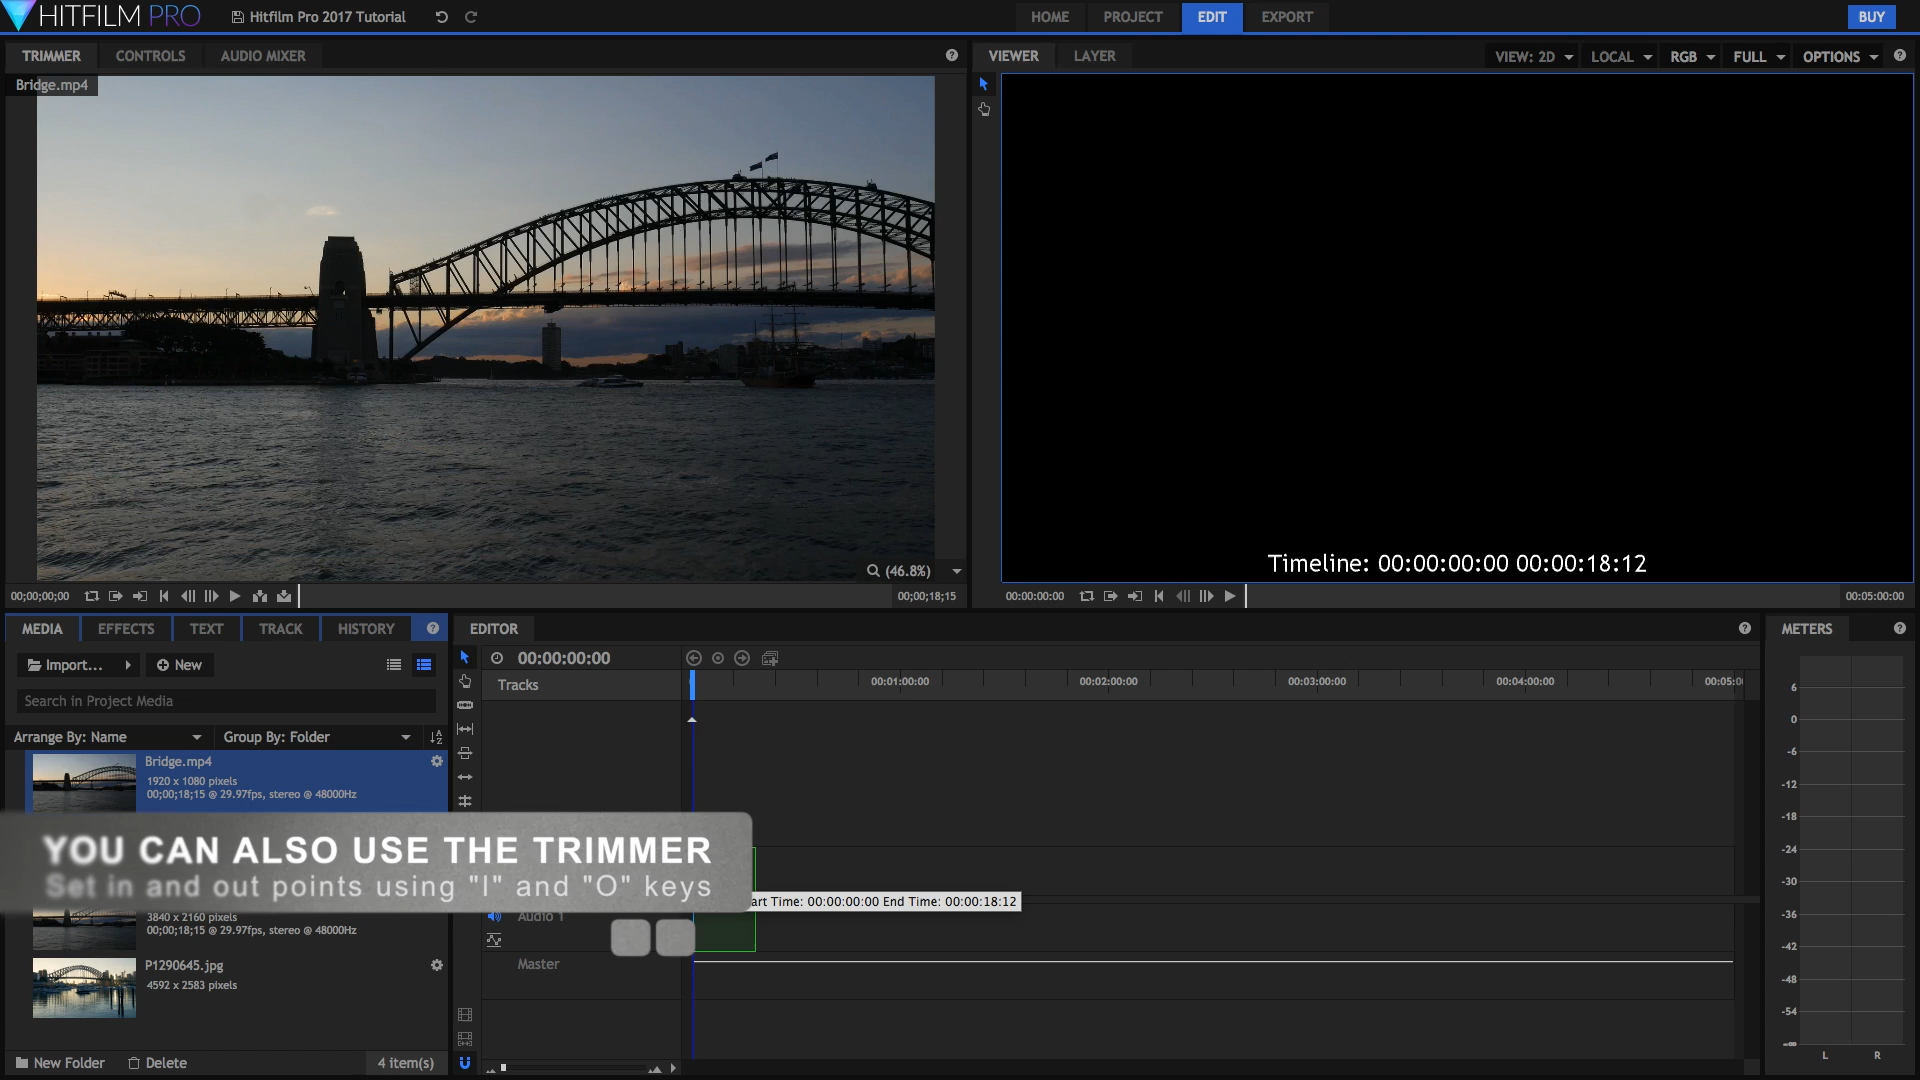 HITFILM PRO
Hitfilm Pro 2017 Tutorial
HOME PROJECT EDIT EXPORT
BUY
TRIMMER CONTROLS AUDIO MIXER
VIEWER LAYER
VIEW: 2D LOCAL RGB FULL OPTIONS
Bridge.mp4
(46.8%)
Timeline: 00:00:00:00 00:00:18:12
00;00;00;00
00;00;18;15
00:00:00:00
00:05:00:00
MEDIA EFFECTS TEXT TRACK HISTORY ?
Import... New
Search in Project Media
Arrange By: Name Group By: Folder
Bridge.mp4
1920 x 1080 pixels
00;00;18;15 @ 29.97fps, stereo @ 48000Hz
YOU CAN ALSO USE THE TRIMMER
Set in and out points using "I" and "O" keys
3840 x 2160 pixels
00;00;18;15 @ 29.97fps, stereo @ 48000Hz
P1290645.jpg
4592 x 2583 pixels
New Folder Delete 4 item(s)
EDITOR
00:00:00:00
Tracks
00:01:00:00 00:02:00:00 00:03:00:00 00:04:00:00 00:05:0
art Time: 00:00:00:00 End Time: 00:00:18:12
Audio 1
Master
METERS
6
0
-6
-12
-18
-24
-30
-36
-42
-48
-54
-∞
L R